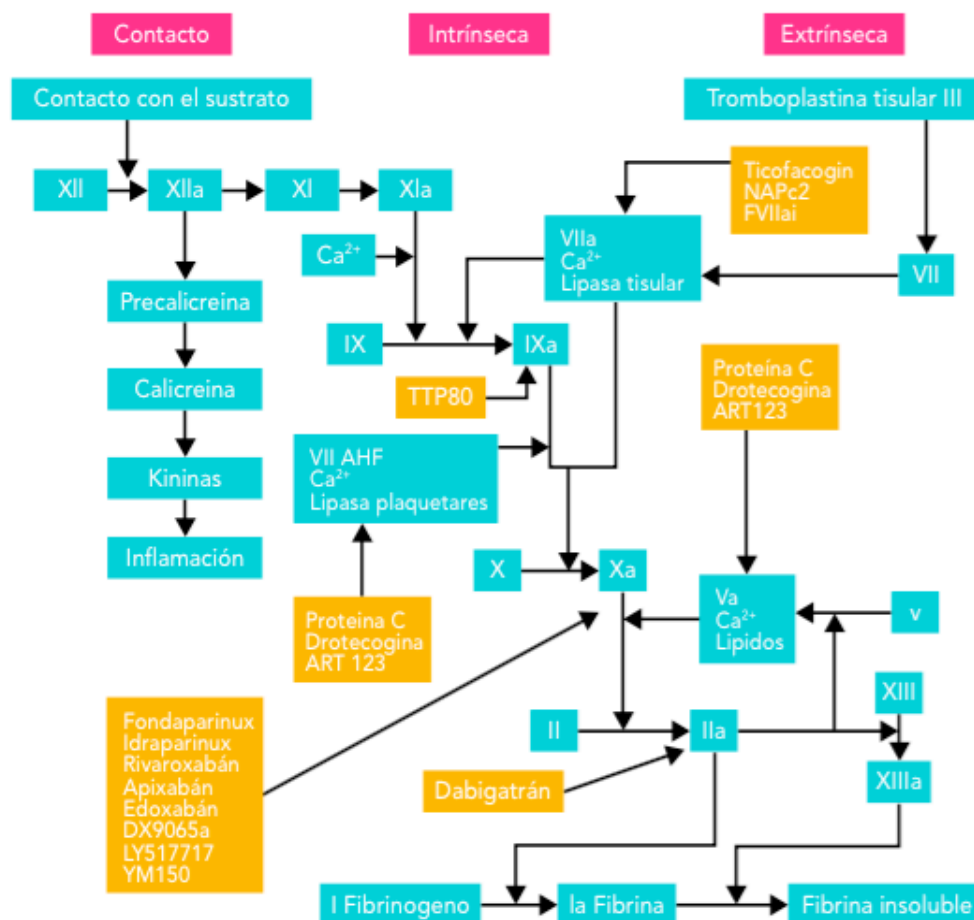 Contacto
Intrínseca
Extrínseca
Contacto con el sustrato
Tromboplastina tisular III
XII
XIIa
XI
XIa
Ticofacogin
NAPc2
FVIIai
Ca²⁺
VIIa
Ca²⁺
Lipasa tisular
VII
Precalicreina
IX
IXa
Calicreina
TTP80
Proteína C
Drotecogina
ART123
Kininas
VII AHF
Ca²⁺
Lipasa plaquetares
Inflamación
X
Xa
Proteina C
Drotecogina
ART 123
Va
Ca²⁺
Lipidos
v
XIII
II
IIa
Fondaparinux
Idraparinux
Rivaroxabán
Apixabán
Edoxabán
DX9065a
LY517717
YM150
Dabigatrán
XIIIa
I Fibrinogeno
Ia Fibrina
Fibrina insoluble